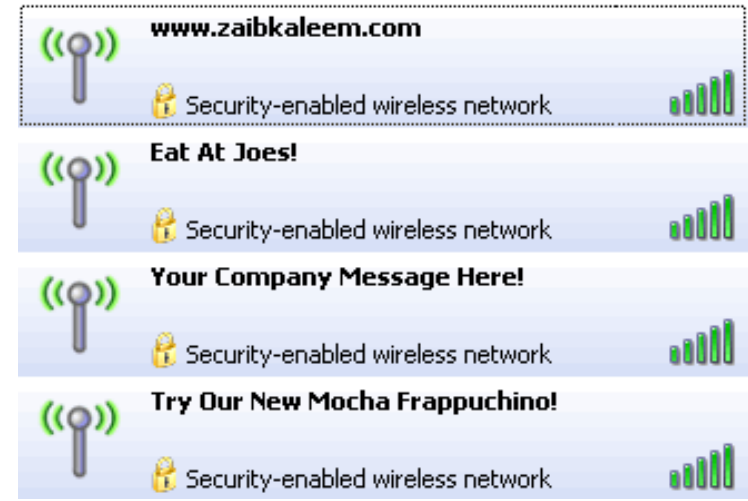 www.zaibkaleem.com
Security-enabled wireless network
Eat At Joes!
Security-enabled wireless network
Your Company Message Here!
Security-enabled wireless network
Try Our New Mocha Frappuchino!
Security-enabled wireless network